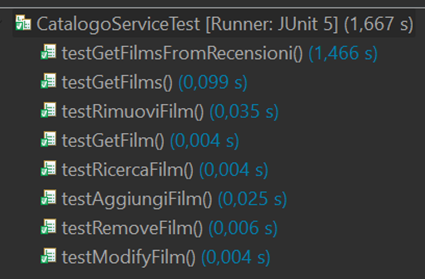 CatalogoServiceTest [Runner: JUnit 5] (1,667 s)
testGetFilmsFromRecensioni() (1,466 s)
testGetFilms() (0,099 s)
testRimuoviFilm() (0,035 s)
testGetFilm() (0,004 s)
testRicercaFilm() (0,004 s)
testAggiungiFilm() (0,025 s)
testRemoveFilm() (0,006 s)
testModifyFilm() (0,004 s)